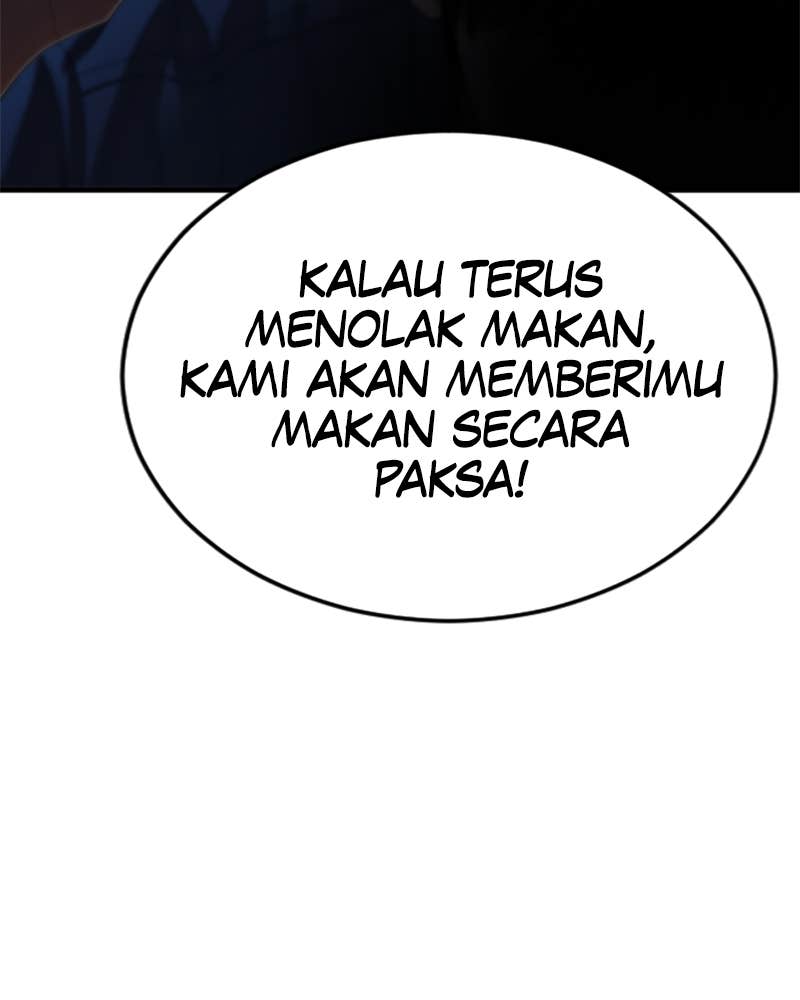 KALAU TERUS
MENOLAK MAKAN,
KAMI AKAN MEMBERIMU
MAKAN SECARA
PAKSA!